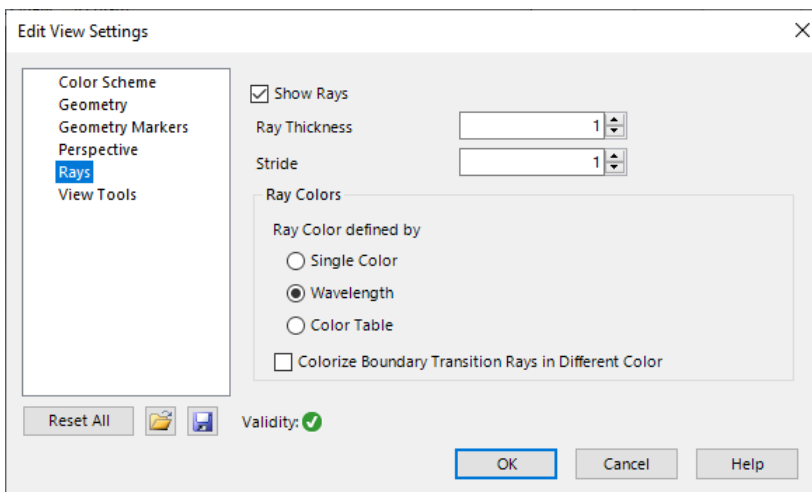 Edit View Settings
Color Scheme
Geometry
Geometry Markers
Perspective
Rays
View Tools
Show Rays
Ray Thickness 1
Stride 1
Ray Colors
Ray Color defined by
Single Color
Wavelength
Color Table
Colorize Boundary Transition Rays in Different Color
Reset All
Validity:
OK Cancel Help